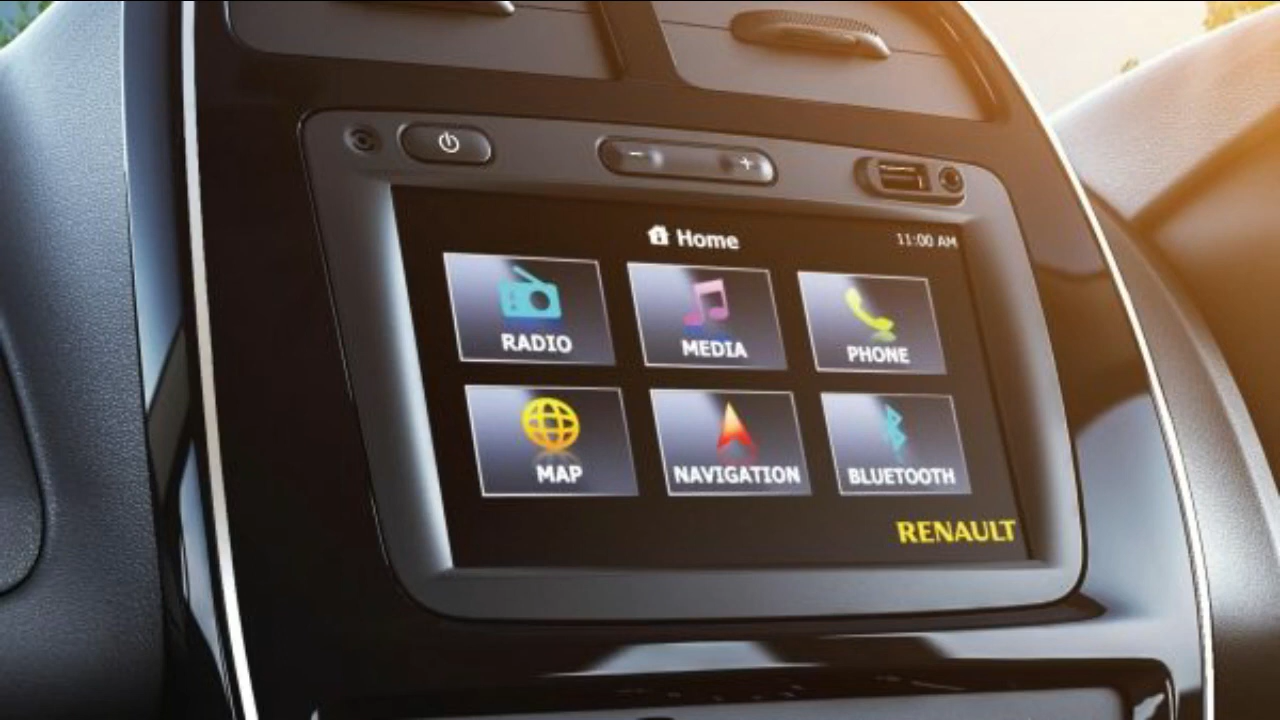 Home
11:00 AM
RADIO
MEDIA
PHONE
MAP
NAVIGATION
BLUETOOTH
RENAULT